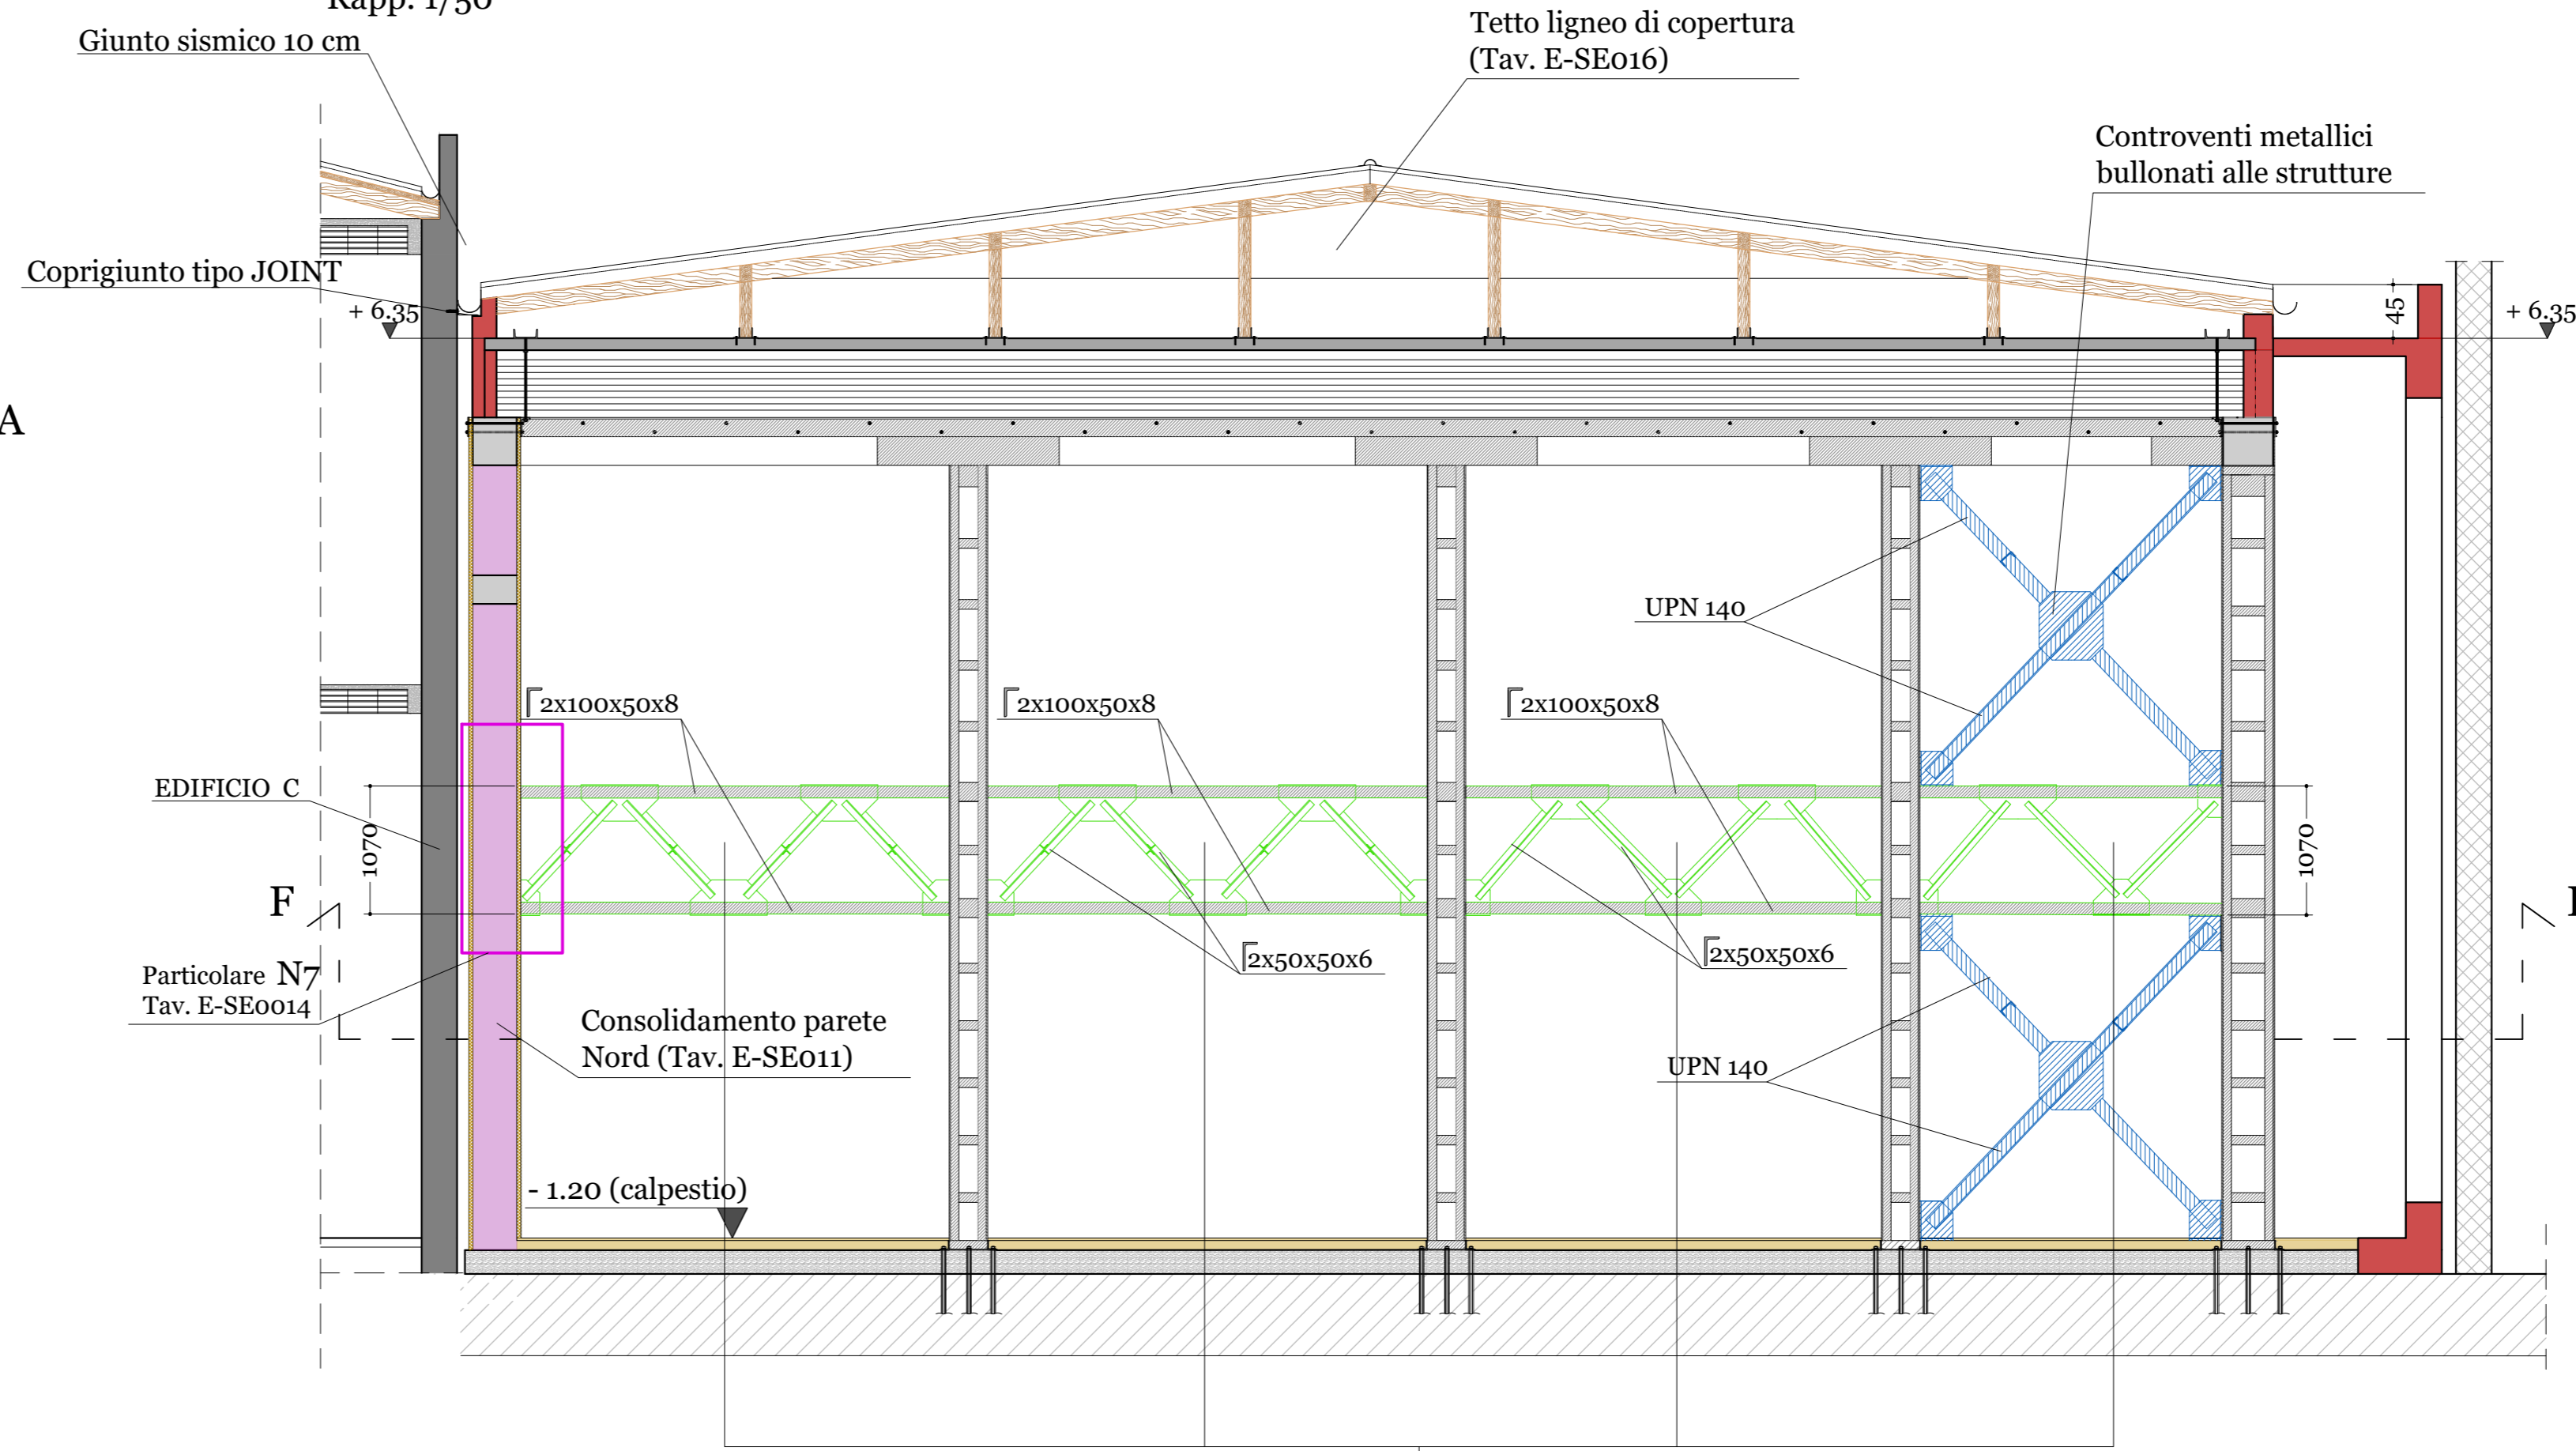 Rapp. 1/50
Giunto sismico 10 cm
Tetto ligneo di copertura
(Tav. E-SE016)
Controventi metallici
bullonati alle strutture
Coprigiunto tipo JOINT
+ 6.35
45
+ 6.35
A
UPN 140
2x100x50x8
2x100x50x8
2x100x50x8
EDIFICIO C
1070
1070
F
2x50x50x6
2x50x50x6
Particolare N7
Tav. E-SE0014
Consolidamento parete
Nord (Tav. E-SE011)
UPN 140
- 1.20 (calpestio)